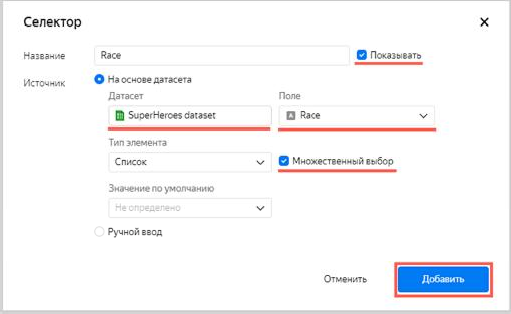 Селектор
Название Race Показывать
Источник На основе датасета
Датасет Поле
SuperHeroes dataset Race
Тип элемента
Список Множественный выбор
Значение по умолчанию
Не определено
Ручной ввод
Отменить Добавить